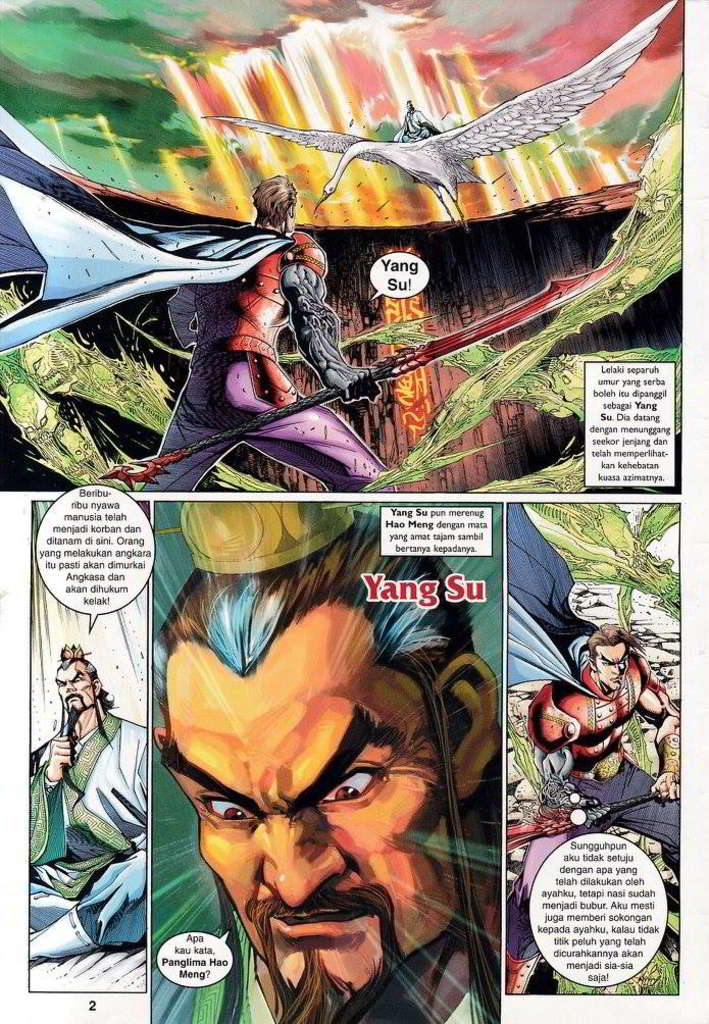 Yang
Su!
Lelaki separuh
umur yang serba
boleh itu dipanggil
sebagai Yang
Su. Dia datang
dengan menunggang
seekor jenjang dan
telah memperlihat-
kan kehebatan
kuasa azimatnya.
Beribu-
ribu nyawa
manusia telah
menjadi korban dan
ditanam di sini. Orang
yang melakukan angkara
itu pasti akan dimurkai
Angkasa dan
akan dihukum
kelak!
Yang Su pun merenug
Hao Meng dengan mata
yang amat tajam sambil
bertanya kepadanya.
Yang Su
Apa
kau kata,
Panglima Hao
Meng?
Sungguhpun
aku tidak setuju
dengan apa yang
telah dilakukan oleh
ayahku, tetapi nasi sudah
menjadi bubur. Aku mesti
juga memberi sokongan
kepada ayahku, kalau tidak
titik peluh yang telah
dicurahkannya akan
menjadi sia-sia
saja!
2